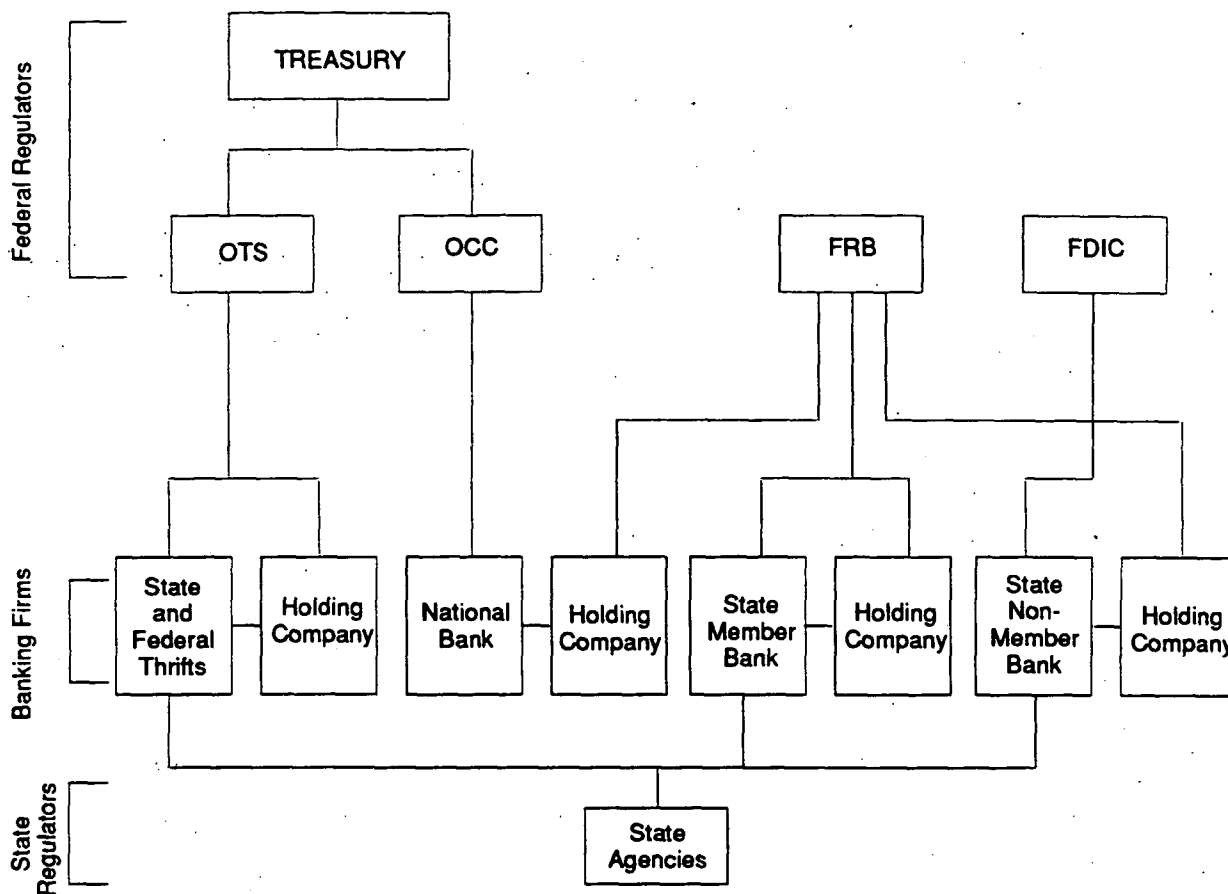 Federal Regulators
TREASURY
OTS
OCC
FRB
FDIC
Banking Firms
State
and
Federal
Thrifts
Holding
Company
National
Bank
Holding
Company
State
Member
Bank
Holding
Company
State
Non-
Member
Bank
Holding
Company
State
Regulators
State
Agencies